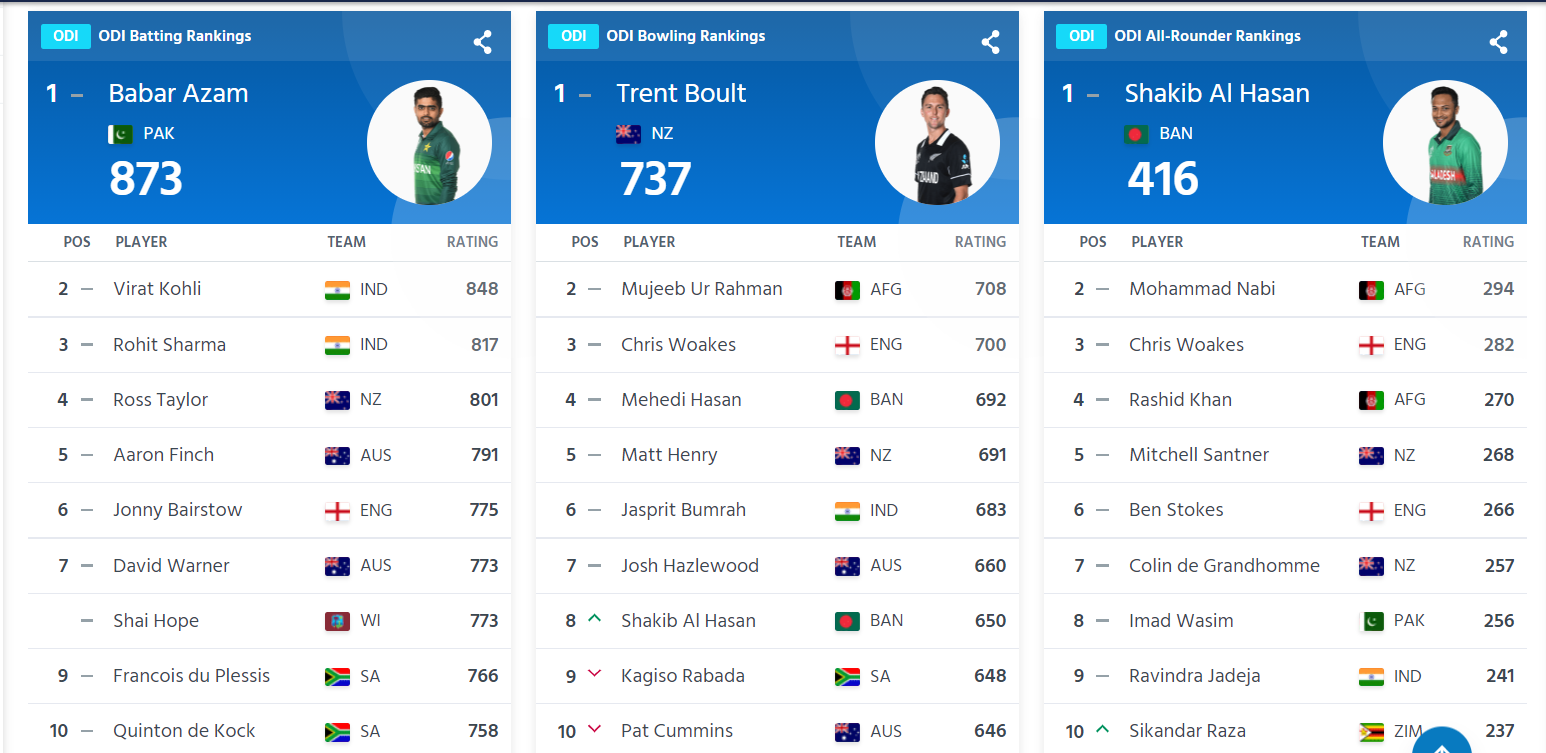 ODI ODI Batting Rankings
1 – Babar Azam
PAK
873
POS PLAYER TEAM RATING
2 — Virat Kohli IND 848
3 — Rohit Sharma IND 817
4 — Ross Taylor NZ 801
5 — Aaron Finch AUS 791
6 — Jonny Bairstow ENG 775
7 — David Warner AUS 773
— Shai Hope WI 773
9 — Francois du Plessis SA 766
10 — Quinton de Kock SA 758
ODI ODI Bowling Rankings
1 – Trent Boult
NZ
737
POS PLAYER TEAM RATING
2 — Mujeeb Ur Rahman AFG 708
3 — Chris Woakes ENG 700
4 — Mehedi Hasan BAN 692
5 — Matt Henry NZ 691
6 — Jasprit Bumrah IND 683
7 — Josh Hazlewood AUS 660
8 Shakib Al Hasan BAN 650
9 Kagiso Rabada SA 648
10 Pat Cummins AUS 646
ODI ODI All-Rounder Rankings
1 – Shakib Al Hasan
BAN
416
POS PLAYER TEAM RATING
2 — Mohammad Nabi AFG 294
3 — Chris Woakes ENG 282
4 — Rashid Khan AFG 270
5 — Mitchell Santner NZ 268
6 — Ben Stokes ENG 266
7 — Colin de Grandhomme NZ 257
8 — Imad Wasim PAK 256
9 — Ravindra Jadeja IND 241
10 Sikandar Raza ZIM 237